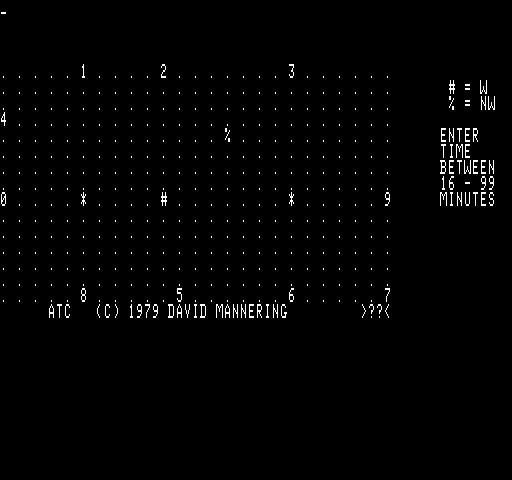 -
1 2 3
. . . . . . . . . . . . . . . . . . . . . . . . .
# = W
% = NW
4
%
ENTER
TIME
BETWEEN
16 - 99
0 * # * 9
MINUTES
8 5 6 7
ATC (C) 1979 DAVID MANNERING >??<